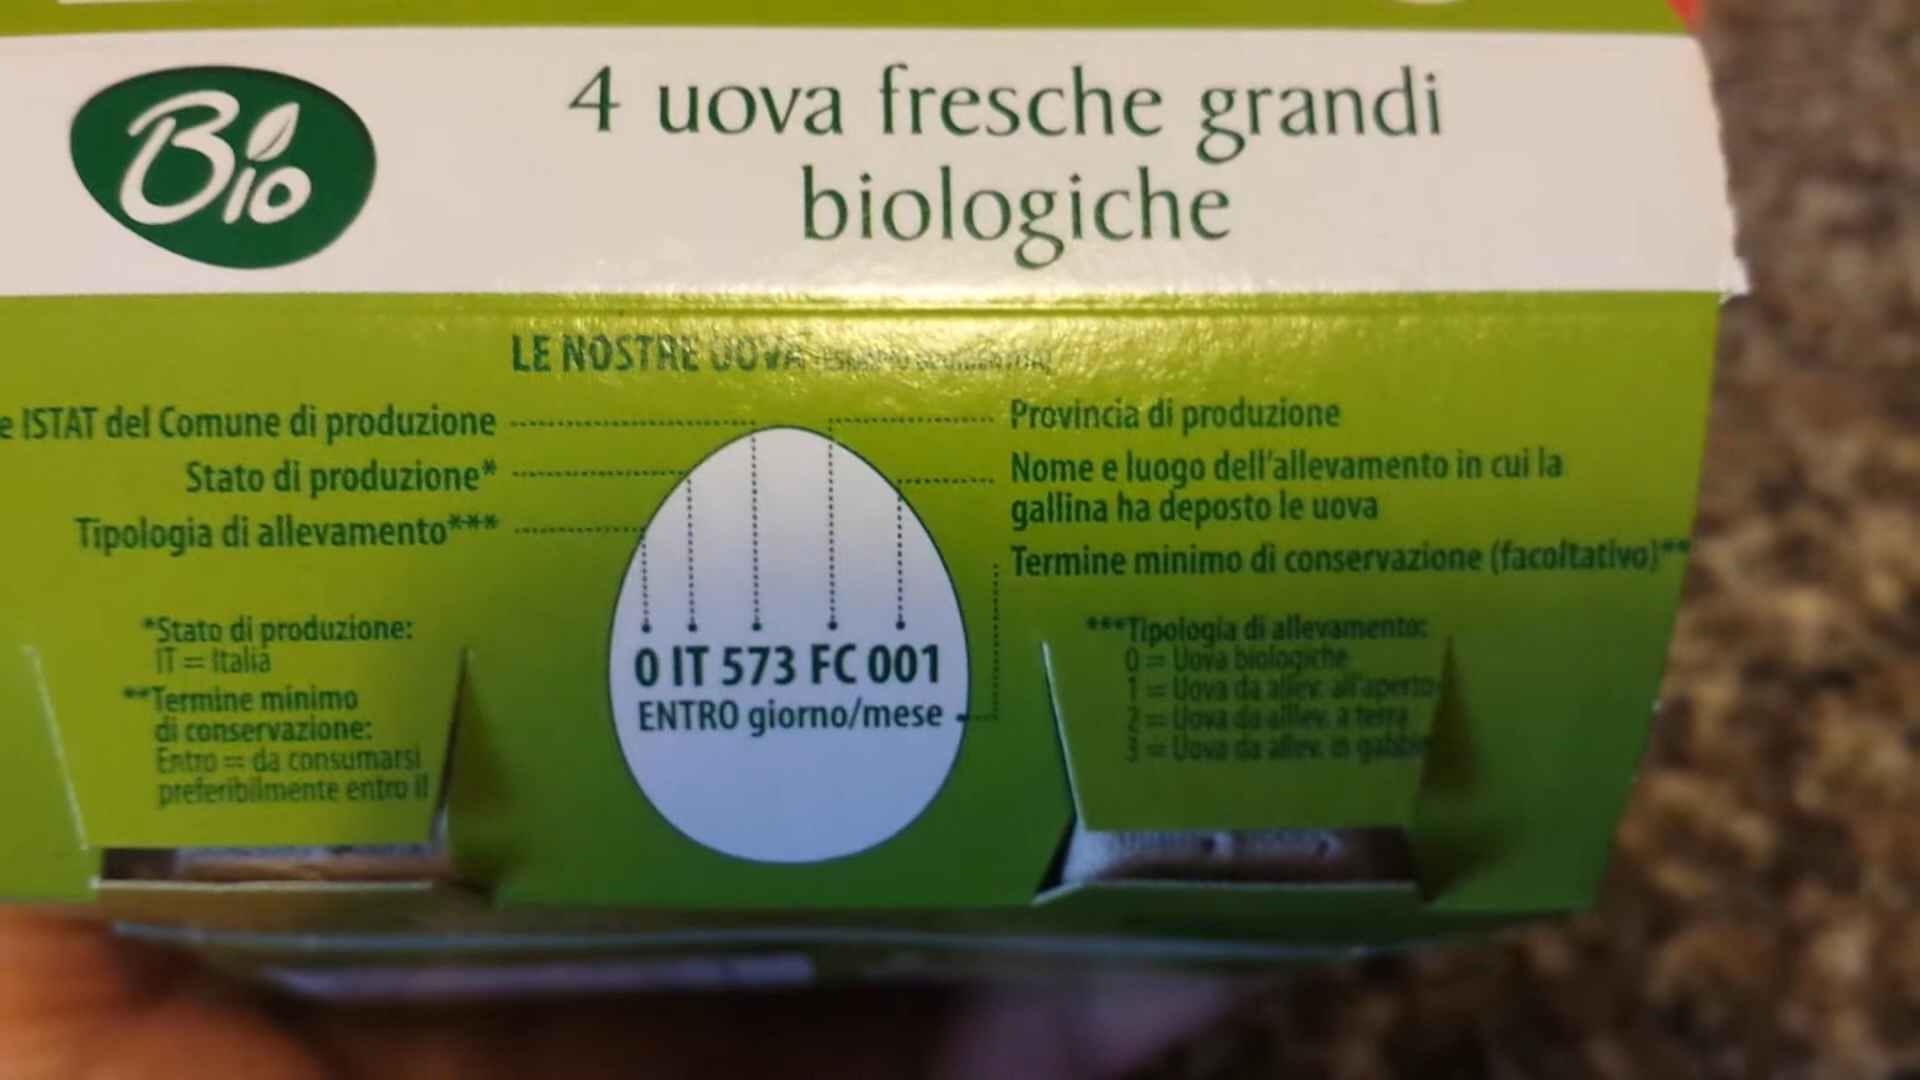 Bio
4 uova fresche grandi
biologiche
LE NOSTRE UOVA
e ISTAT del Comune di produzione
Stato di produzione*
Tipologia di allevamento***
Provincia di produzione
Nome e luogo dell'allevamento in cui la
gallina ha deposto le uova
Termine minimo di conservazione (facoltativo)**
0 IT 573 FC 001
ENTRO giorno/mese
*Stato di produzione:
IT = Italia
**Termine minimo
di conservazione:
Entro = da consumarsi
preferibilmente entro il
***Tipologia di allevamento:
0 = Uova biologiche
1 = Uova da allev. all'aperto
2 = Uova da alllev. a terra
3 = Uova da allev. in gabbie